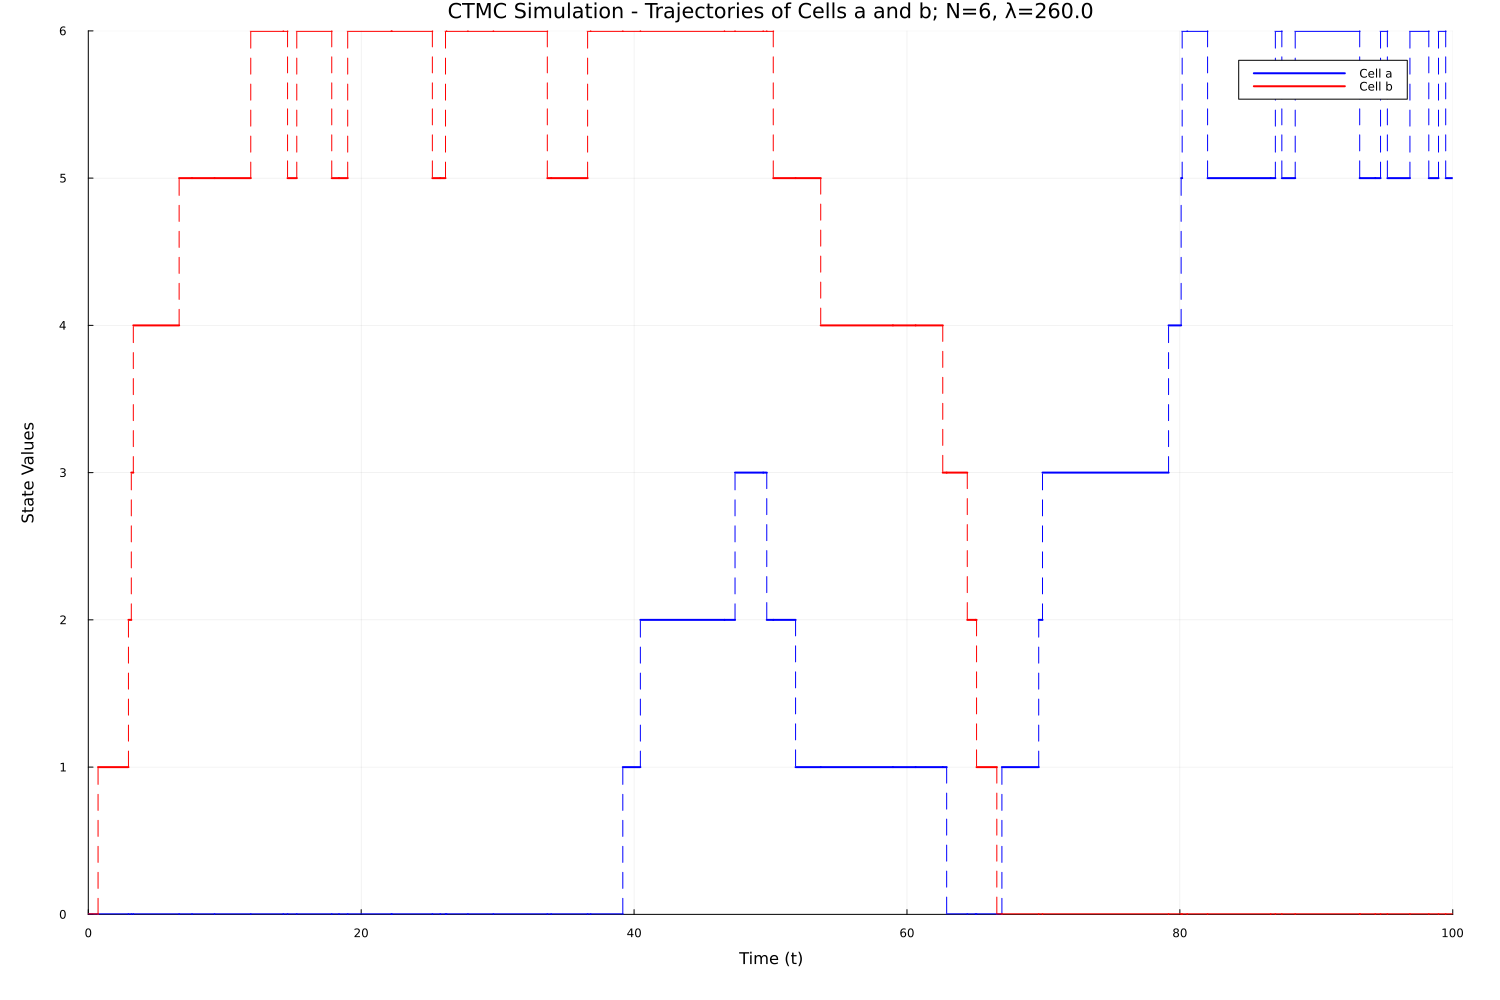 CTMC Simulation - Trajectories of Cells a and b; N=6, λ=260.0
6
5
4
3
2
1
0
State Values
Cell a
Cell b
0 20 40 60 80 100
Time (t)